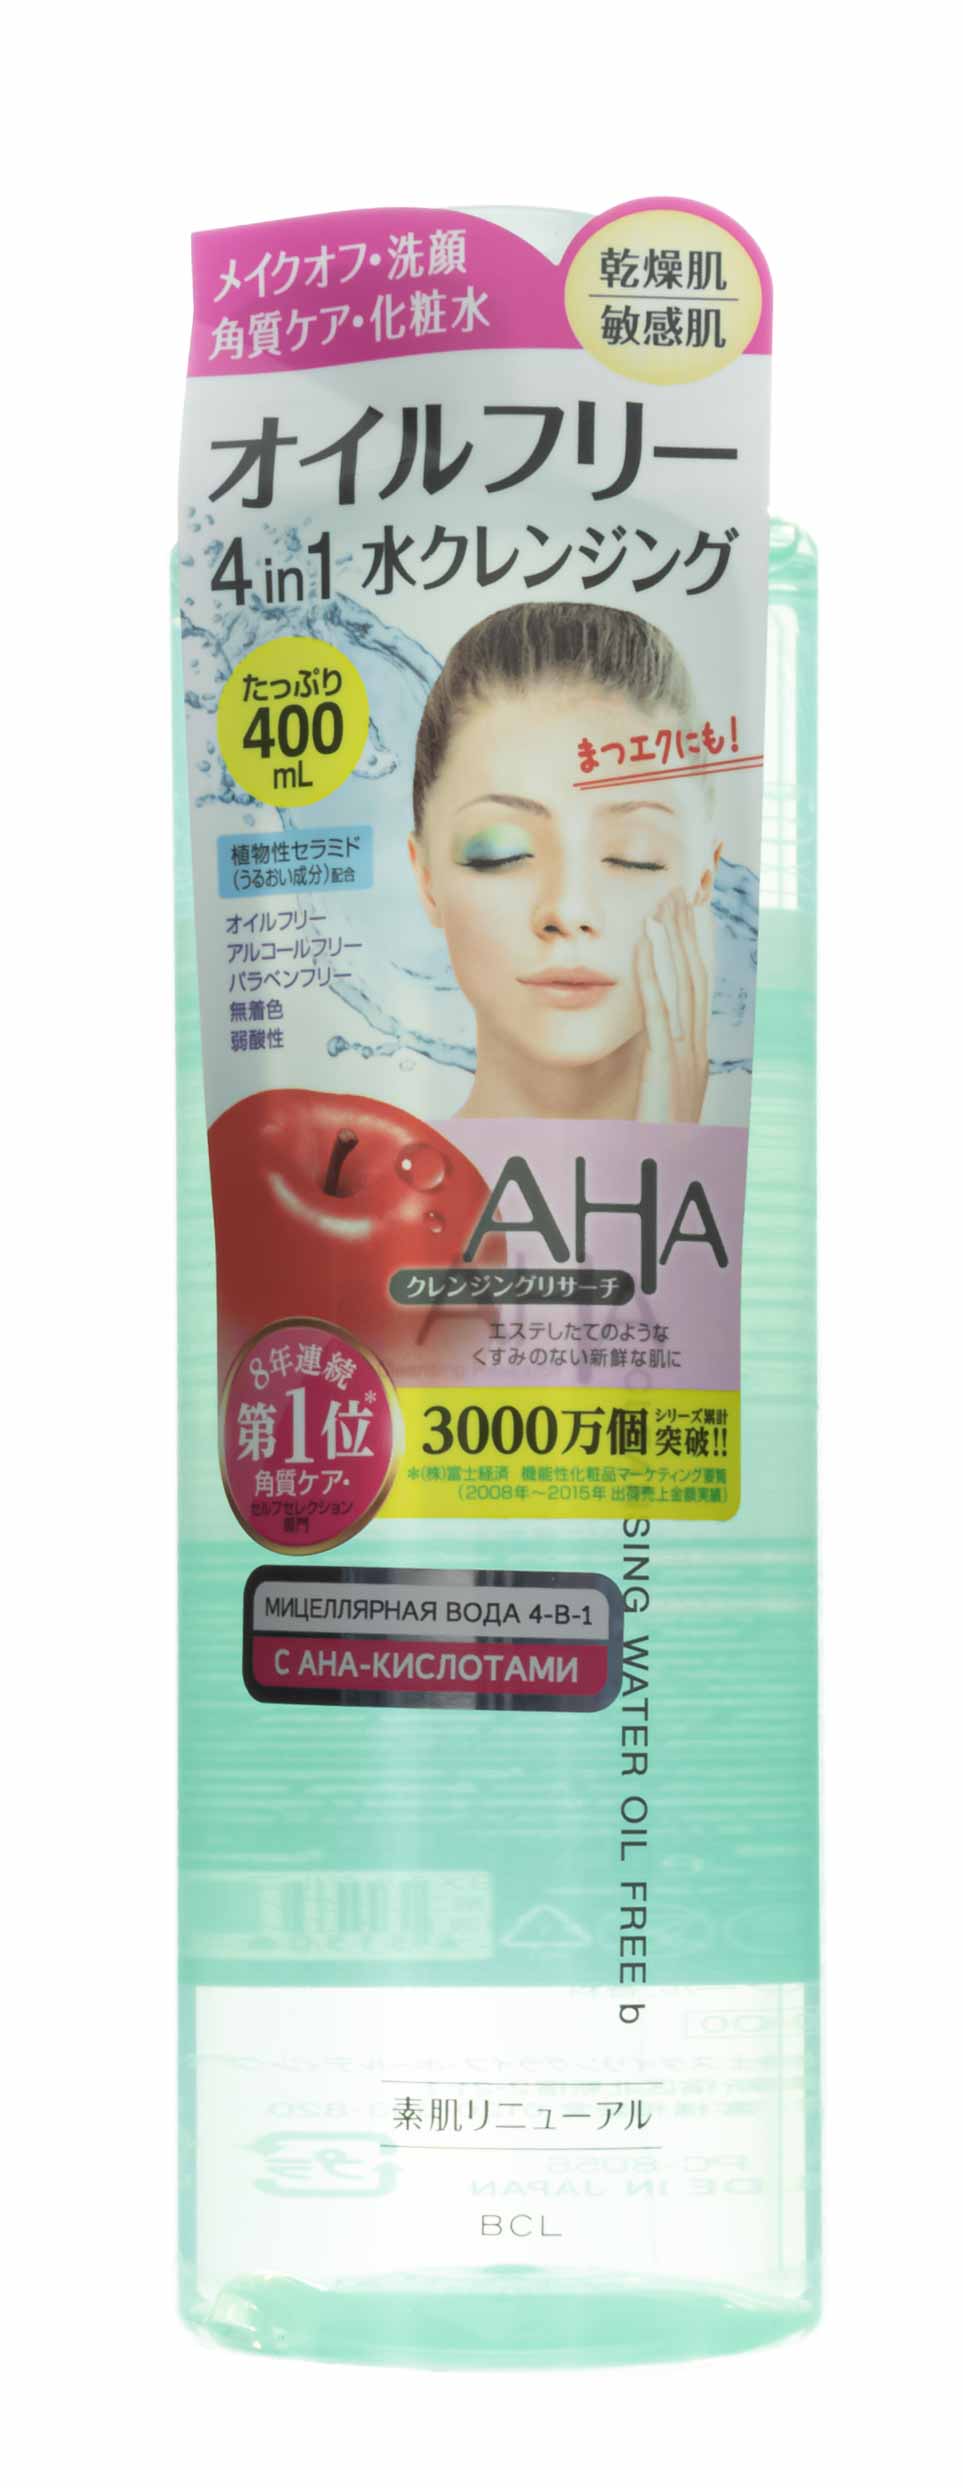 メイクオフ・洗顔
角質ケア・化粧水
乾燥肌
敏感肌
オイルフリー
4in1 水クレンジング
たっぷり
400
mL
まつエクにも!
植物性セラミド
(うるおい成分)配合
オイルフリー
アルコールフリー
パラベンフリー
無着色
弱酸性
AHA
クレンジングリサーチ
エステしたてのような
くすみのない新鮮な肌に
8年連続
第1位*
角質ケア・
セルフセレクション
部門
3000万個 シリーズ累計 突破!!
*(株)富士経済 機能性化粧品マーケティング要覧
(2008年~2015年 出荷売上金額実績)
МИЦЕЛЛЯРНАЯ ВОДА 4-В-1
С АНА-КИСЛОТАМИ
SING WATER OIL FREE b
素肌リニューアル
BCL